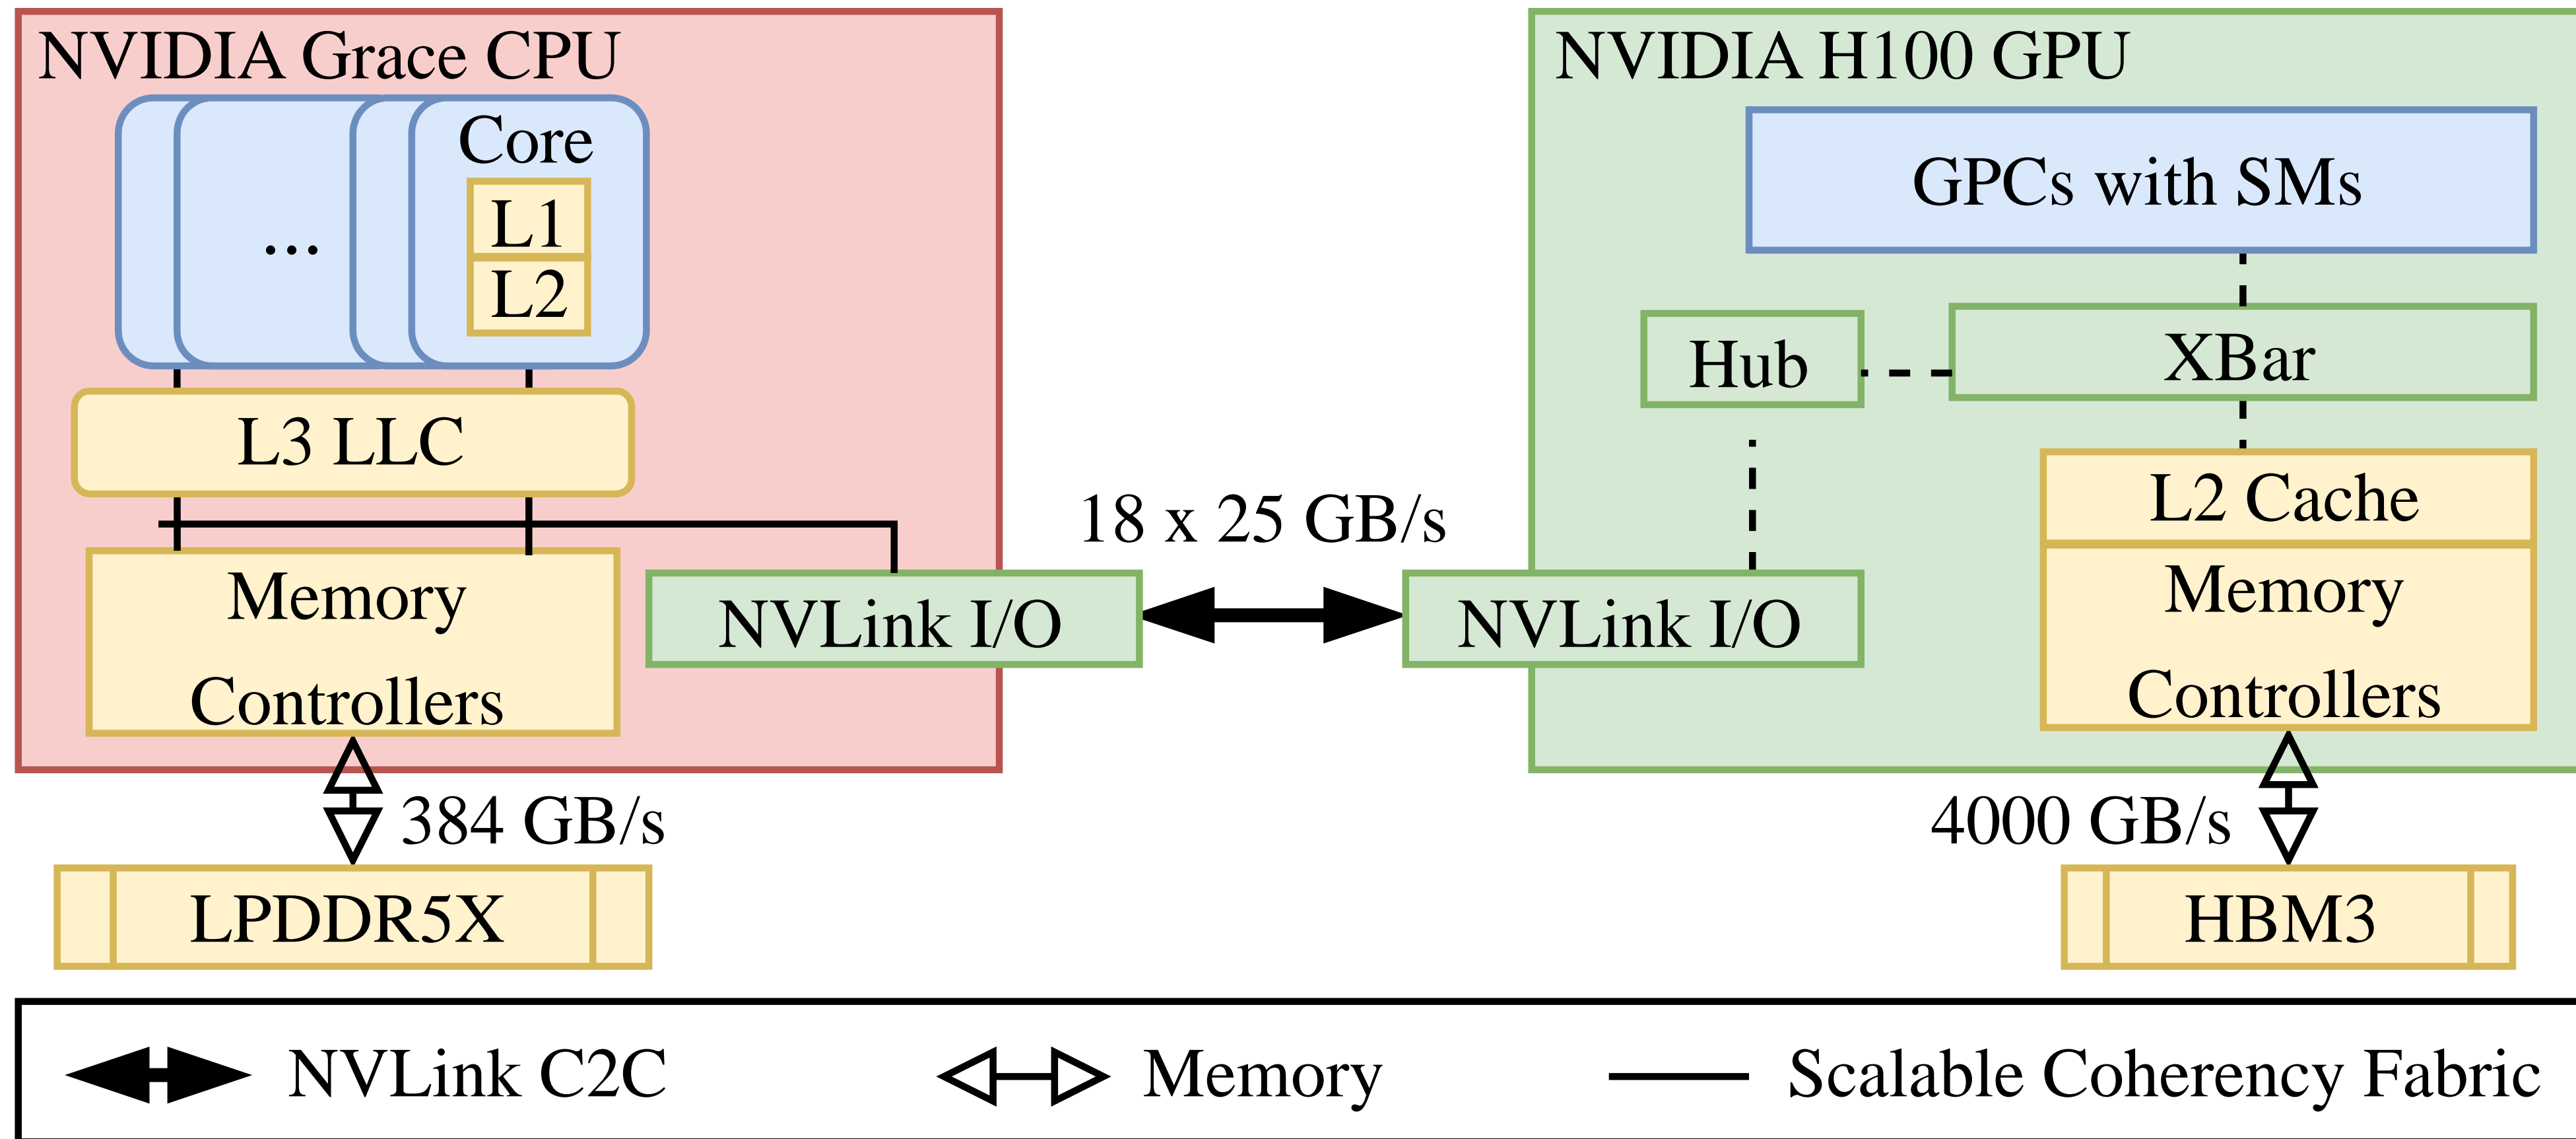 NVIDIA Grace CPU
Core
L1
L2
...
L3 LLC
Memory
Controllers
NVLink I/O
384 GB/s
LPDDR5X
18 x 25 GB/s
NVIDIA H100 GPU
GPCs with SMs
Hub
XBar
L2 Cache
Memory
Controllers
NVLink I/O
4000 GB/s
HBM3
NVLink C2C
Memory
Scalable Coherency Fabric